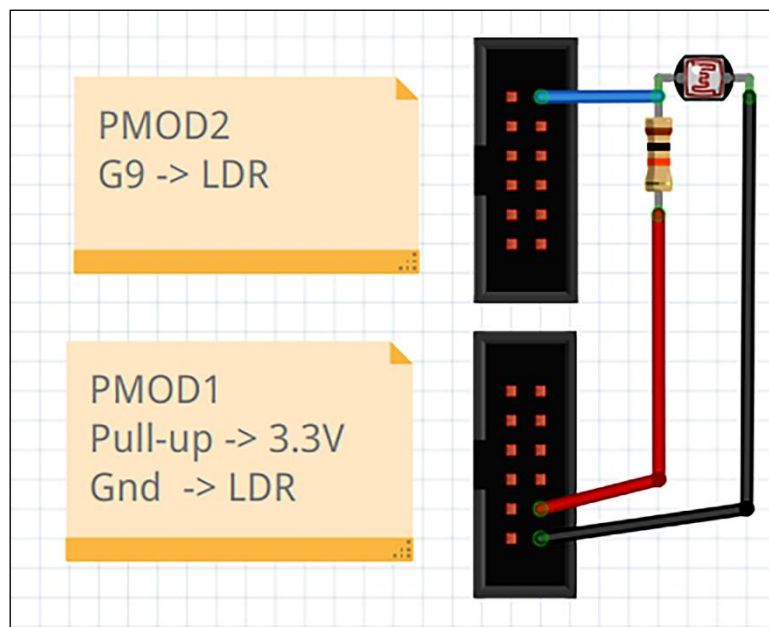 PMOD2
G9 -> LDR
PMOD1
Pull-up -> 3.3V
Gnd -> LDR